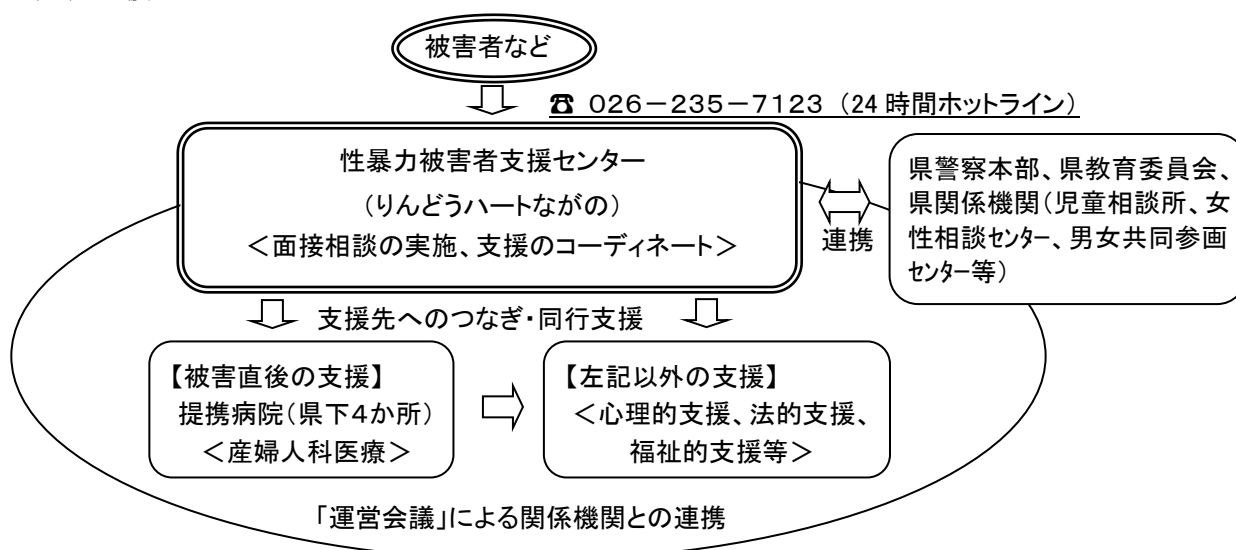 被害者など
☎ 026-235-7123 (24 時間ホットライン)
性暴力被害者支援センター
(りんどうハートながの)
<面接相談の実施、支援のコーディネート>
連携
県警察本部、県教育委員会、
県関係機関(児童相談所、女
性相談センター、男女共同参画
センター等)
支援先へのつなぎ・同行支援
【被害直後の支援】
提携病院(県下4か所)
<産婦人科医療>
【左記以外の支援】
<心理的支援、法的支援、
福祉的支援等>
「運営会議」による関係機関との連携